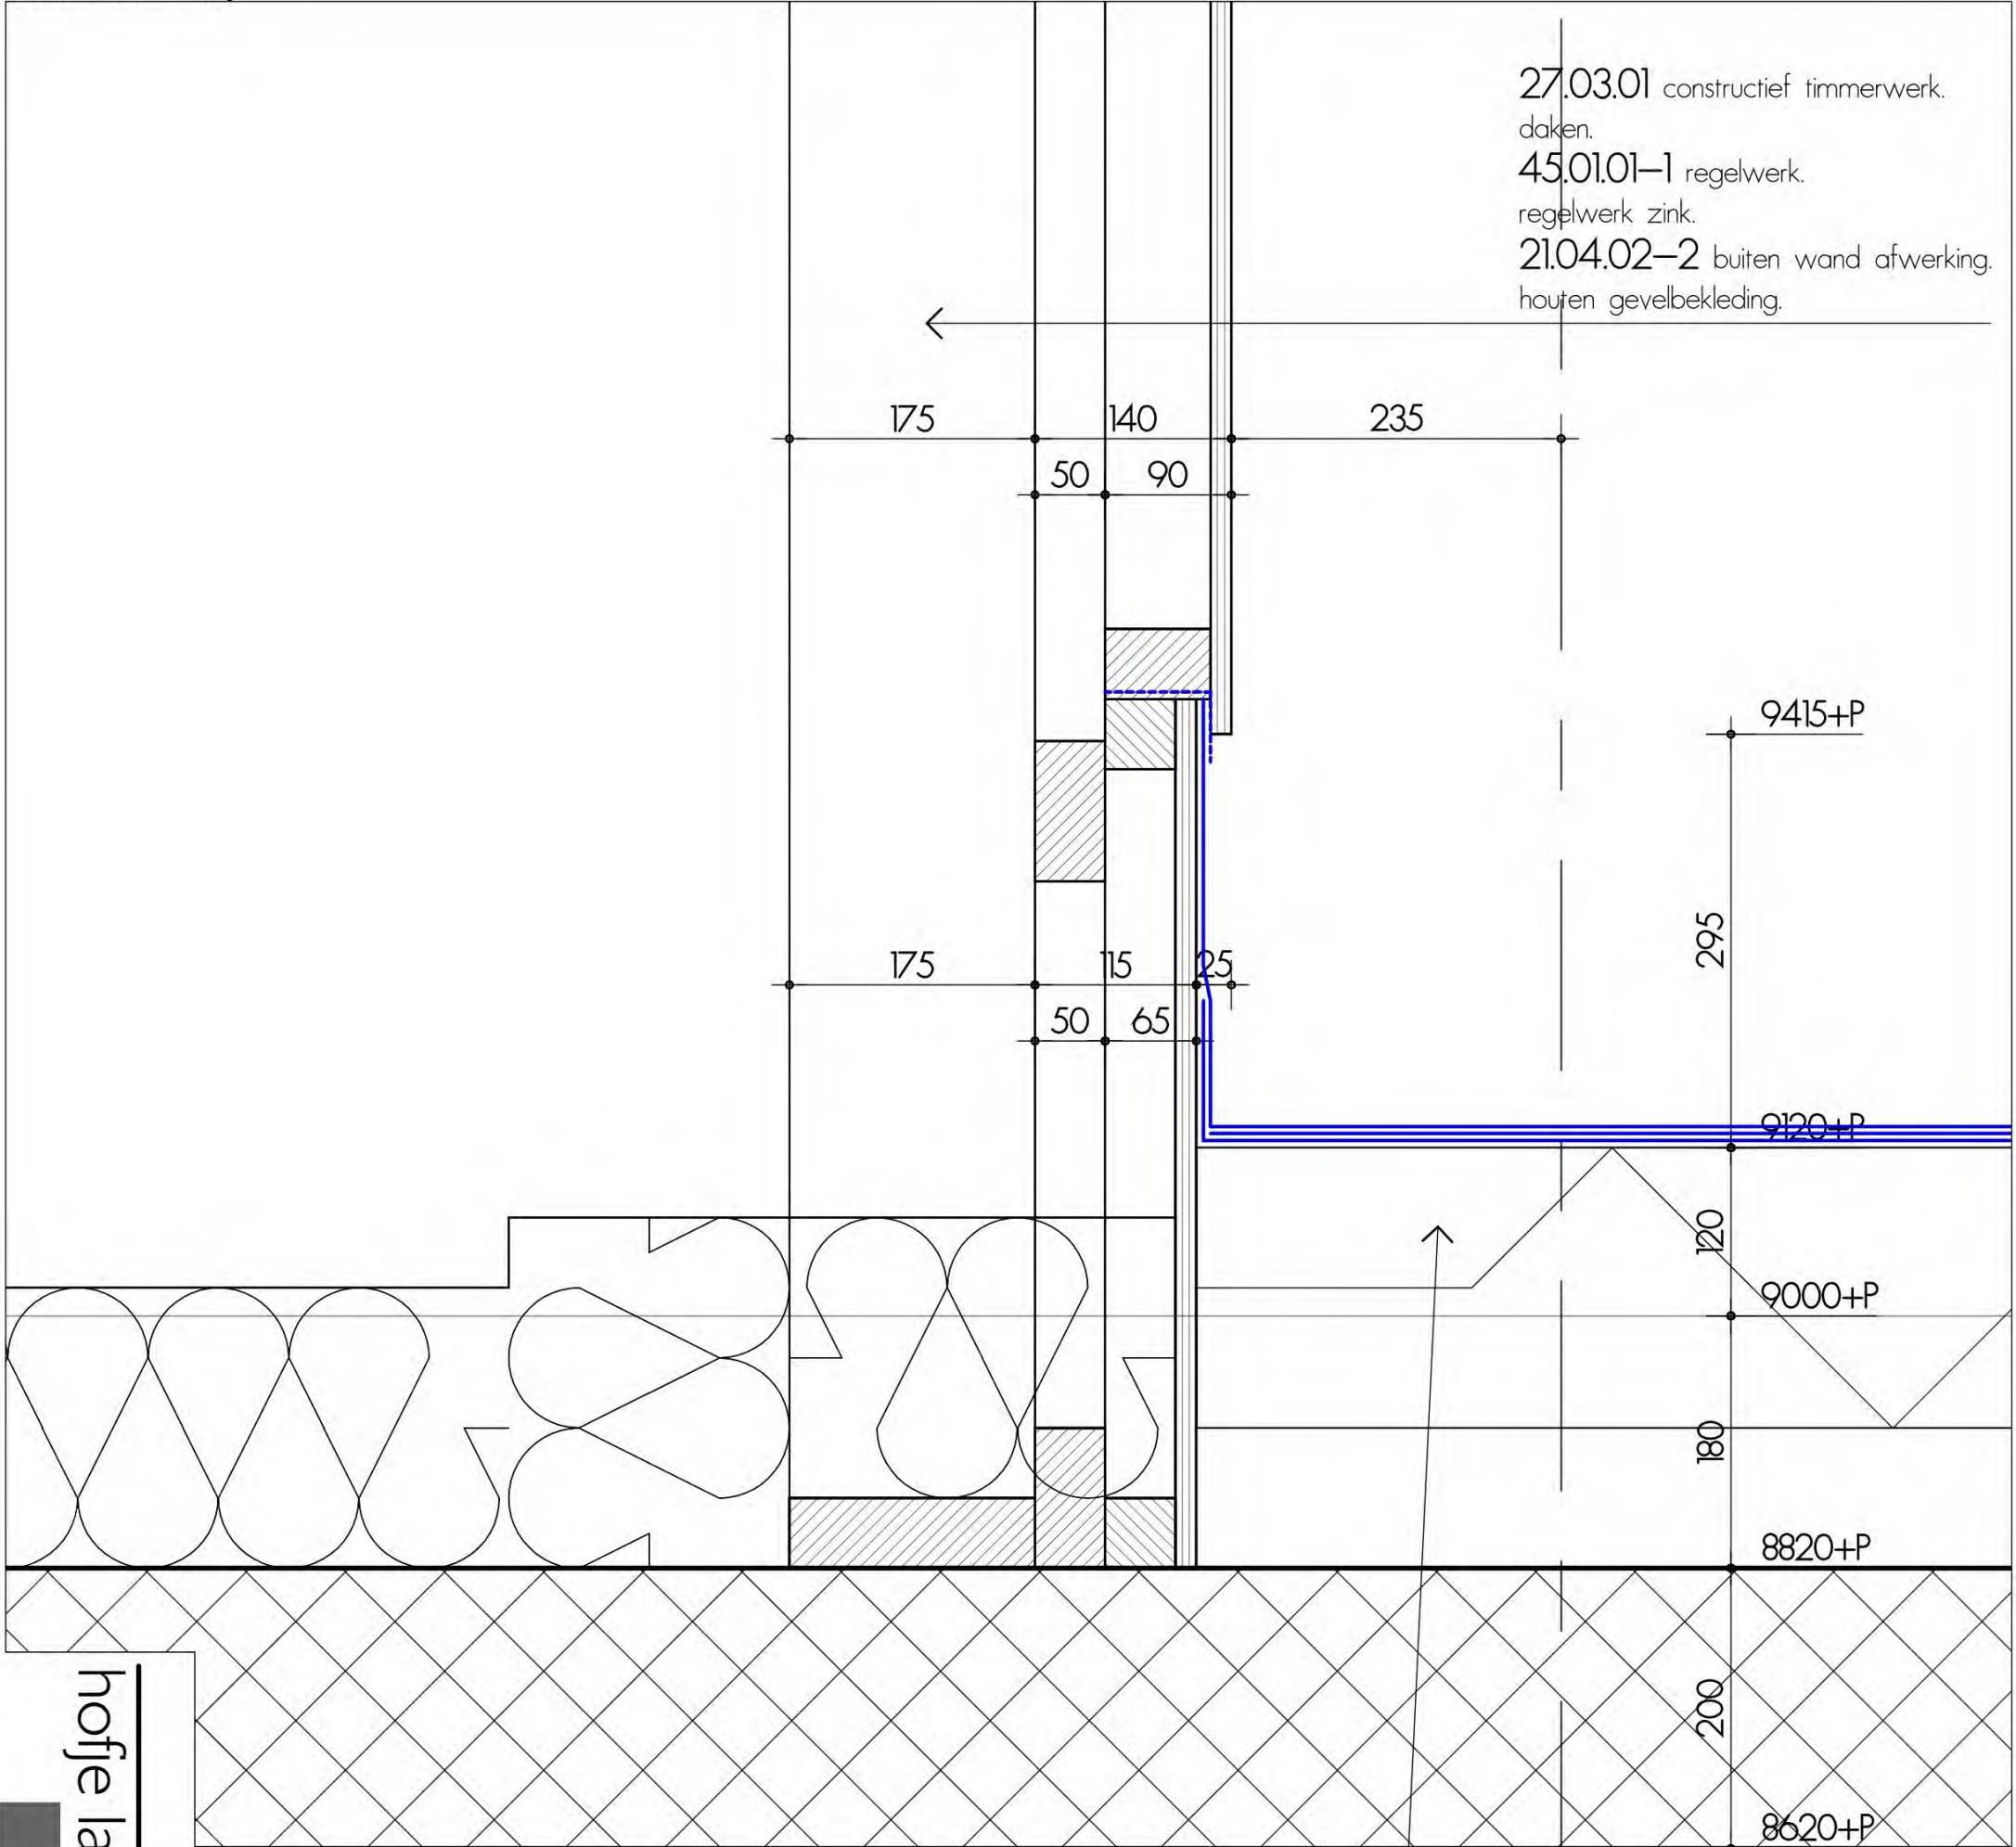 27.03.01 constructief timmerwerk.
daken.
45.01.01–1 regelwerk.
regelwerk zink.
21.04.02–2 buiten wand afwerking.
houten gevelbekleding.
175 140 235
50 90
9415+P
295
175 115 25
50 65
9120+P
120
9000+P
180
8820+P
200
8620+P
hofje la